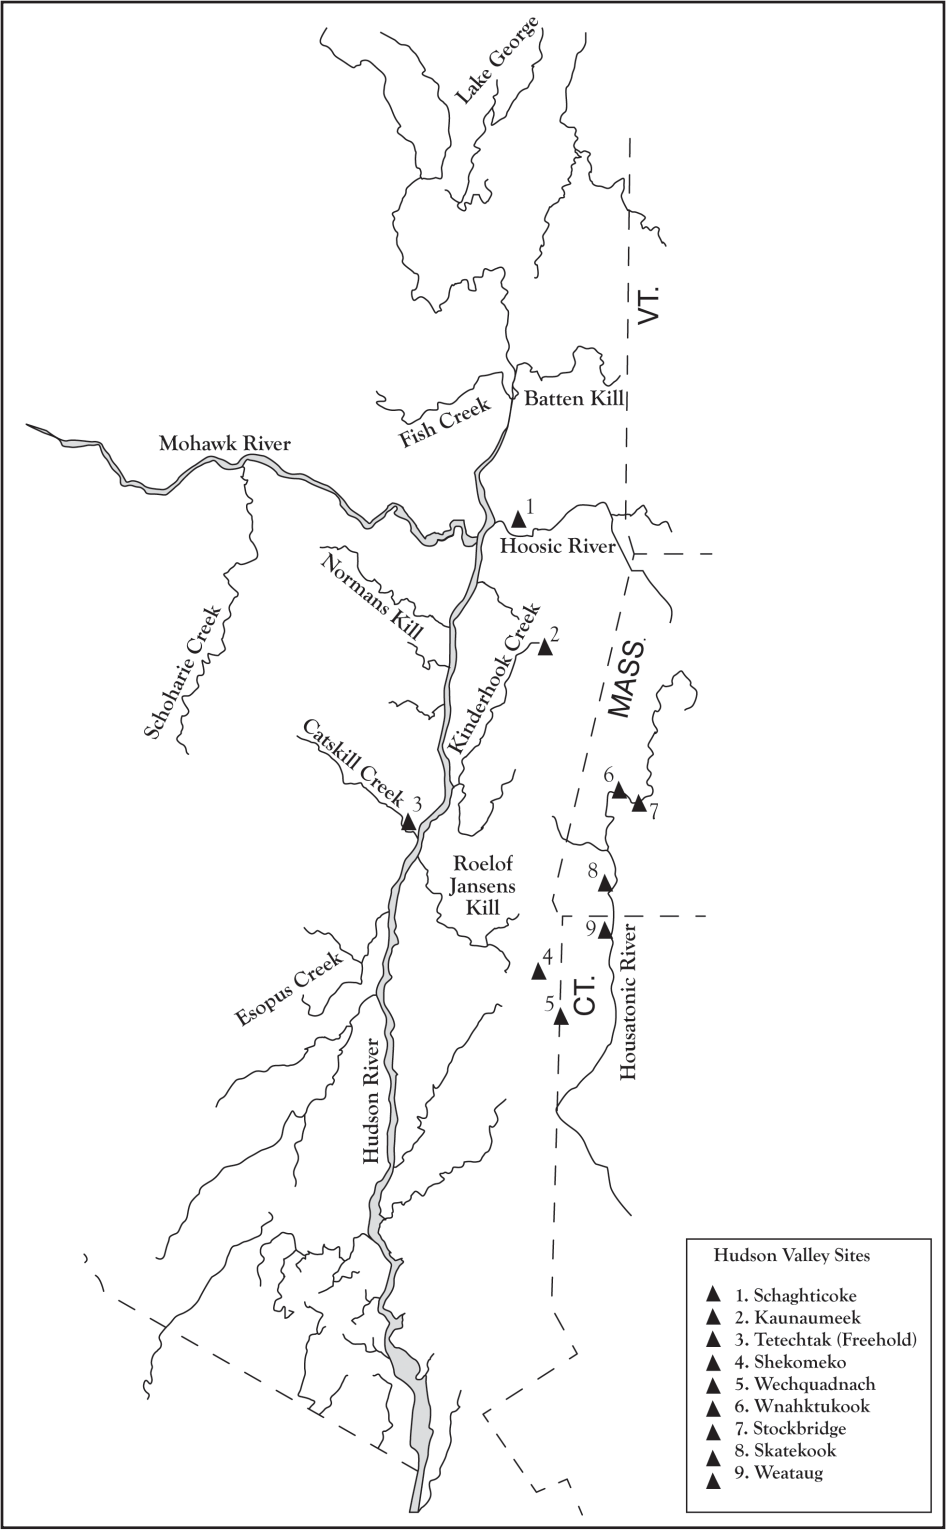 Lake George
VT.
Batten Kill
Fish Creek
Mohawk River
1
Hoosic River
Normans Kill
Schoharie Creek
Kinderhook Creek
2
MASS.
Catskill Creek
3
6
7
Roelof
Jansens
Kill
8
9
Esopus Creek
4
5
CT.
Housatonic River
Hudson River
Hudson Valley Sites
1. Schaghticoke
2. Kaunaumeek
3. Tetechtak (Freehold)
4. Shekomeko
5. Wechquadnach
6. Wnahktukook
7. Stockbridge
8. Skatekook
9. Weataug